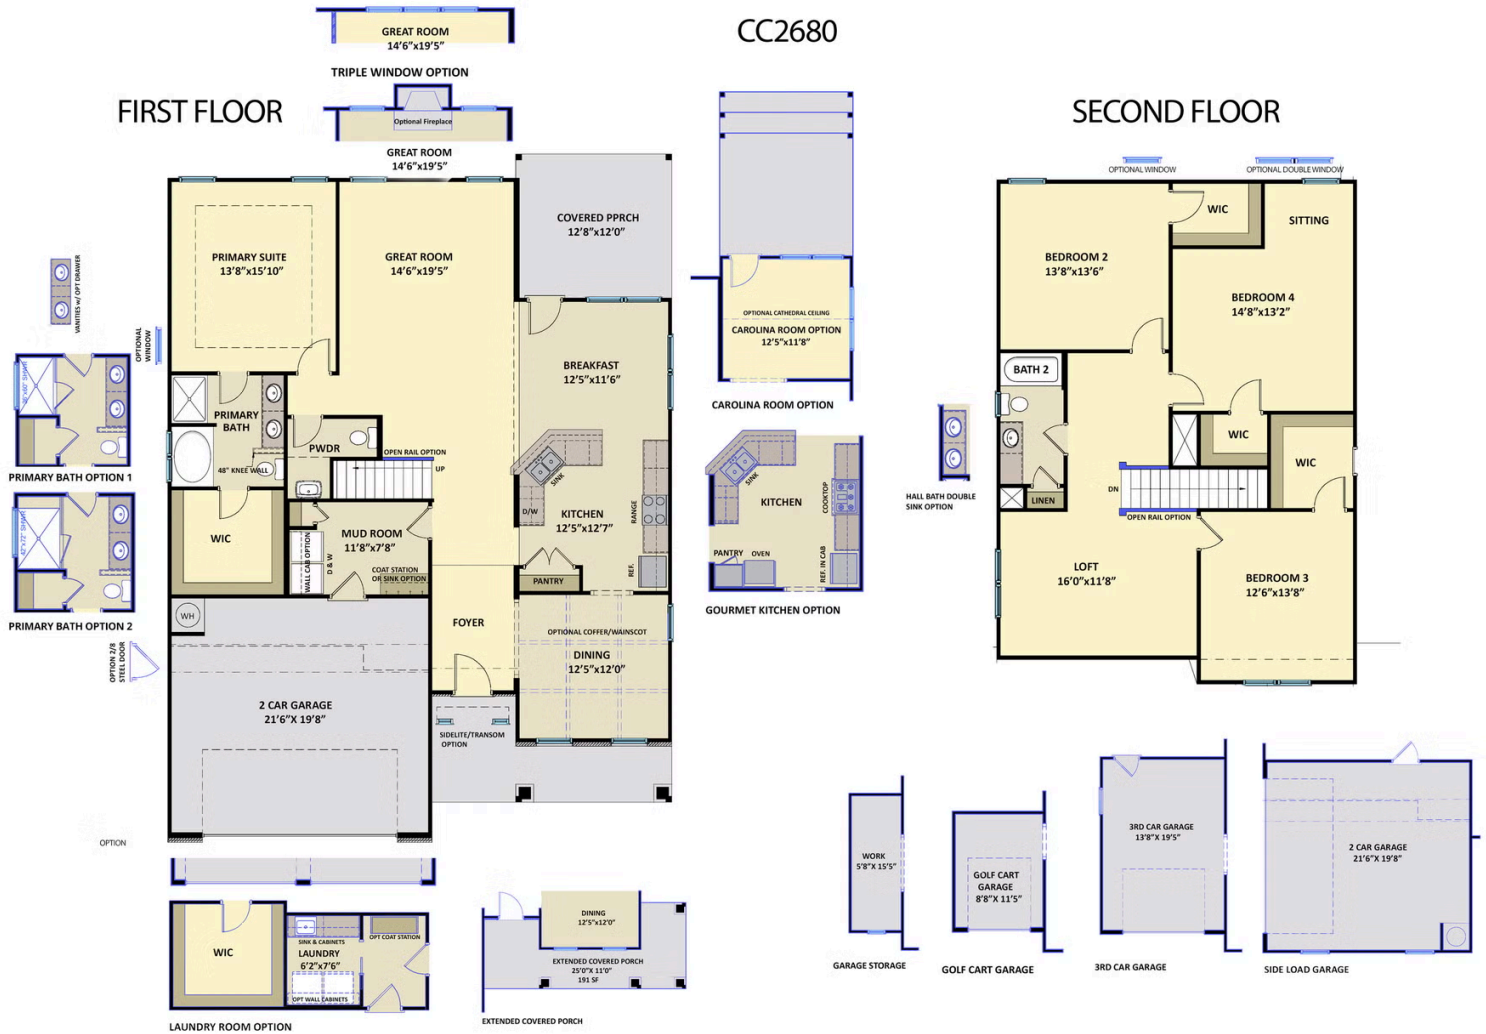 CC2680
GREAT ROOM
14'6"x19'5"
TRIPLE WINDOW OPTION
FIRST FLOOR
Optional Fireplace
GREAT ROOM
14'6"x19'5"
PRIMARY SUITE
13'8"x15'10"
GREAT ROOM
14'6"x19'5"
COVERED PPRCH
12'8"x12'0"
VANITIES w/ OPT DRAWER
OPTIONAL
WINDOW
PRIMARY BATH OPTION 1
PRIMARY BATH OPTION 2
OPTION 2/8
STEEL DOOR
PRIMARY
BATH
48" KNEE WALL
PWDR
OPEN RAIL OPTION
UP
BREAKFAST
12'5"x11'6"
SINK
D/W
KITCHEN
12'5"x12'7"
RANGE
REF.
PANTRY
WIC
MUD ROOM
11'8"x7'8"
WALL CAB OPTION
D & W
COAT STATION
OR SINK OPTION
WH
FOYER
OPTIONAL COFFER/WAINSCOT
DINING
12'5"x12'0"
2 CAR GARAGE
21'6"X 19'8"
SIDELITE/TRANSOM
OPTION
OPTION
WIC
SINK & CABINETS
LAUNDRY
6'2"x7'6"
OPT WALL CABINETS
OPT COAT STATION
LAUNDRY ROOM OPTION
DINING
12'5"x12'0"
EXTENDED COVERED PORCH
25'0"X 11'0"
191 SF
EXTENDED COVERED PORCH
OPTIONAL CATHEDRAL CEILING
CAROLINA ROOM OPTION
12'5"x11'8"
CAROLINA ROOM OPTION
SINK
KITCHEN
COOKTOP
PANTRY
OVEN
REF. IN CAB
GOURMET KITCHEN OPTION
SECOND FLOOR
OPTIONAL WINDOW
OPTIONAL DOUBLE WINDOW
WIC
SITTING
BEDROOM 2
13'8"x13'6"
BEDROOM 4
14'8"x13'2"
BATH 2
WIC
WIC
HALL BATH DOUBLE
SINK OPTION
LINEN
DN
OPEN RAIL OPTION
LOFT
16'0"x11'8"
BEDROOM 3
12'6"x13'8"
WORK
5'8"X 15'5"
GARAGE STORAGE
GOLF CART
GARAGE
8'8"X 11'5"
GOLF CART GARAGE
3RD CAR GARAGE
13'8"X 19'5"
3RD CAR GARAGE
2 CAR GARAGE
21'6"X 19'8"
SIDE LOAD GARAGE